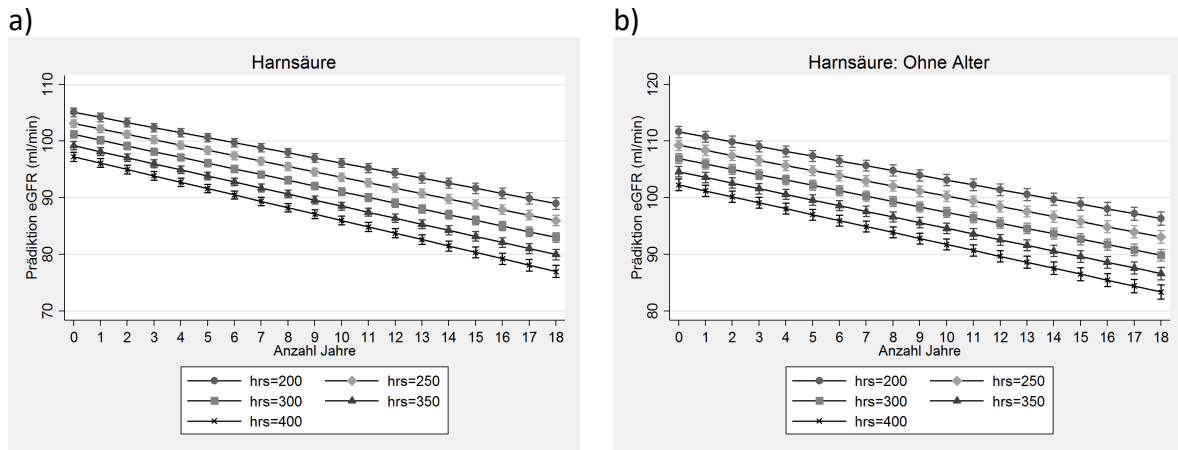 a)
Harnsäure
Prädiktion eGFR (ml/min)
110
100
90
80
70
0 1 2 3 4 5 6 7 8 9 10 11 12 13 14 15 16 17 18
Anzahl Jahre
hrs=200 hrs=250
hrs=300 hrs=350
hrs=400
b)
Harnsäure: Ohne Alter
Prädiktion eGFR (ml/min)
120
110
100
90
80
0 1 2 3 4 5 6 7 8 9 10 11 12 13 14 15 16 17 18
Anzahl Jahre
hrs=200 hrs=250
hrs=300 hrs=350
hrs=400